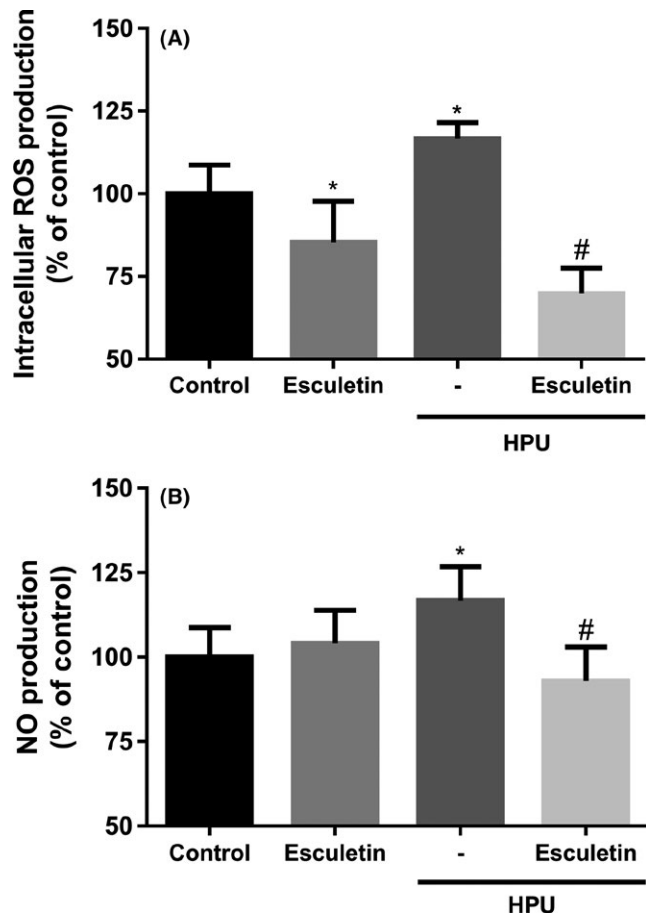 (A)
Intracellular ROS production
(% of control)
150
125
100
75
50
*
*
#
Control Esculetin - Esculetin
HPU
(B)
NO production
(% of control)
150
125
100
75
50
*
#
Control Esculetin - Esculetin
HPU